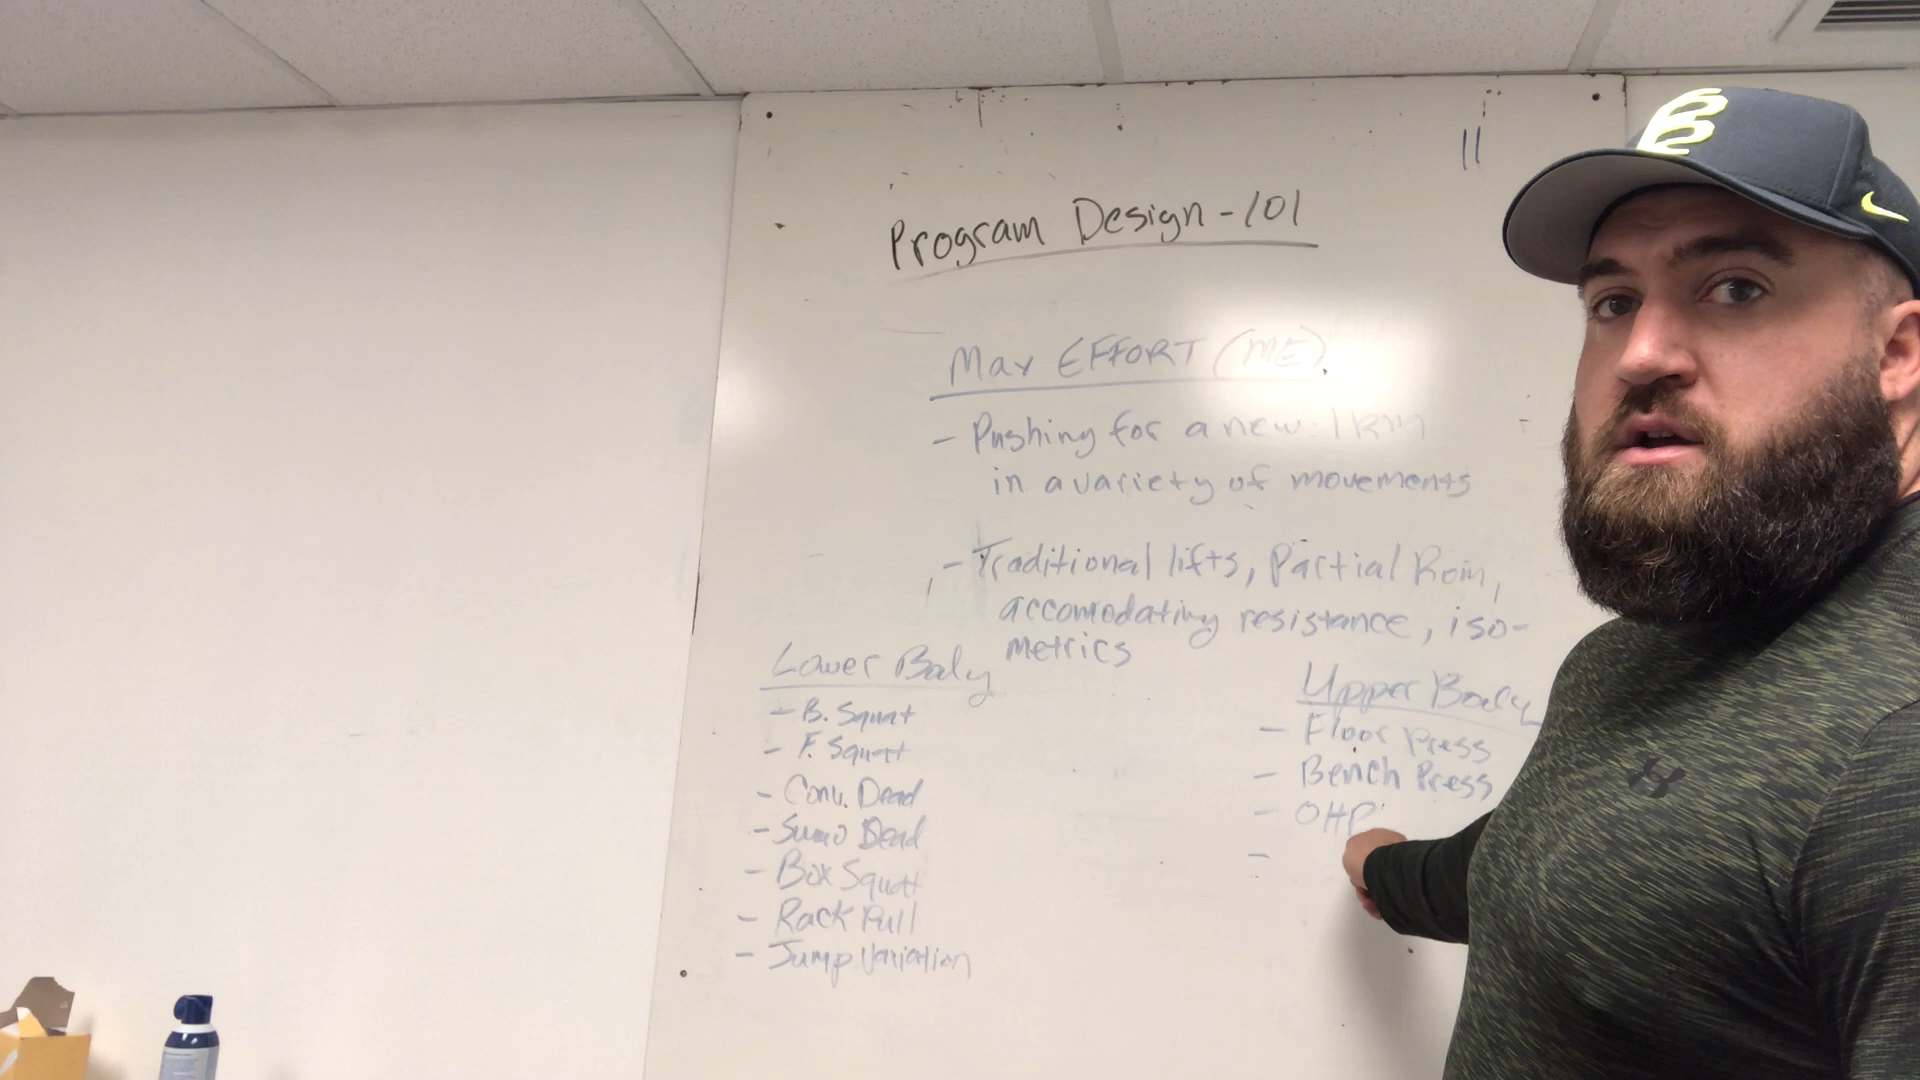 11
Program Design - 101
Max EFFORT (ME)
- Pushing for a new 1 Rm
in a variety of movements
- Traditional lifts, Partial Rom,
accomodating resistance, iso-
metrics
Lower Body
- B. Squat
- F. Squat
- Conv. Dead
- Sumo Dead
- Box Squat
- Rack Pull
- Jump Variation
Upper Body
- Floor Press
- Bench Press
- OHP
-